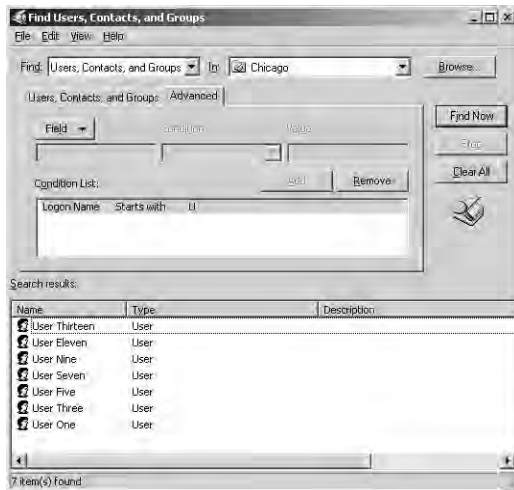 Find Users, Contacts, and Groups
File Edit View Help
Find: Users, Contacts, and Groups In: Chicago Browse...
Users, Contacts, and Groups Advanced
Field Condition Value
Find Now
Stop
Clear All
Add Remove
Condition List:
Logon Name Starts with U
Search results:
Name Type Description
User Thirteen User
User Eleven User
User Nine User
User Seven User
User Five User
User Three User
User One User
7 item(s) found